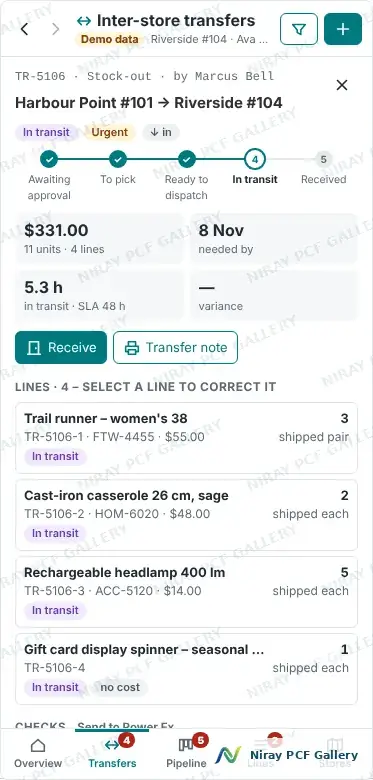 Inter-store transfers
Demo data Riverside #104 · Ava ...
TR-5106 · Stock-out · by Marcus Bell
Harbour Point #101 → Riverside #104
In transit Urgent ↓ in
4 5
Awaiting approval To pick Ready to dispatch In transit Received
$331.00
11 units · 4 lines
8 Nov
needed by
5.3 h
in transit · SLA 48 h
—
variance
Receive Transfer note
LINES · 4 – SELECT A LINE TO CORRECT IT
Trail runner – women's 38 3
TR-5106-1 · FTW-4455 · $55.00 shipped pair
In transit
Cast-iron casserole 26 cm, sage 2
TR-5106-2 · HOM-6020 · $48.00 shipped each
In transit
Rechargeable headlamp 400 lm 5
TR-5106-3 · ACC-5120 · $14.00 shipped each
In transit
Gift card display spinner – seasonal ... 1
TR-5106-4 shipped each
In transit no cost
CHECKS Send to Power Fx
4 5 2
Overview Transfers Pipeline Lines Stores
Niray PCF Gallery
NIRAY PCF GALLERY